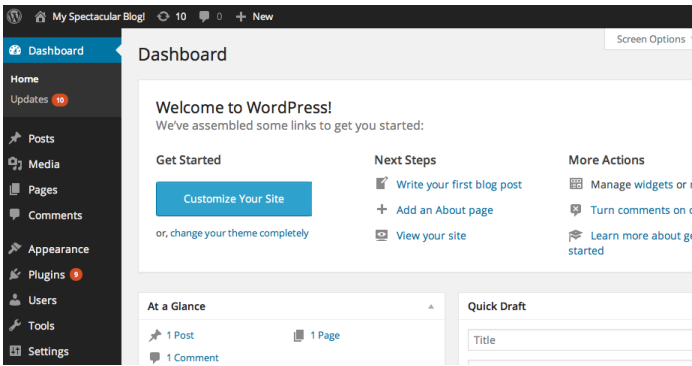 My Spectacular Blog! 10 0 + New
Screen Options
Dashboard
Home
Updates 10
Posts
Media
Pages
Comments
Appearance
Plugins 9
Users
Tools
Settings
Dashboard
Welcome to WordPress!
We've assembled some links to get you started:
Get Started
Customize Your Site
or, change your theme completely
Next Steps
Write your first blog post
Add an About page
View your site
More Actions
Manage widgets or
Turn comments on
Learn more about
started
At a Glance
1 Post
1 Page
1 Comment
Quick Draft
Title